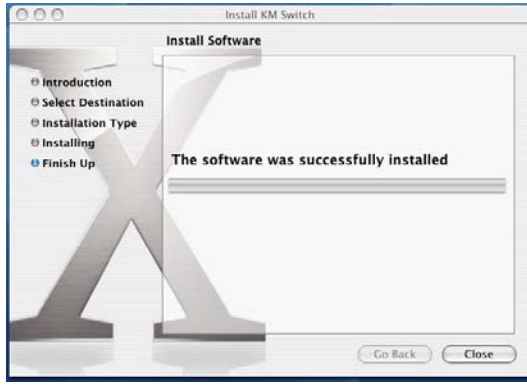 Install KM Switch
Install Software
Introduction
Select Destination
Installation Type
Installing
Finish Up
The software was successfully installed
Go Back
Close